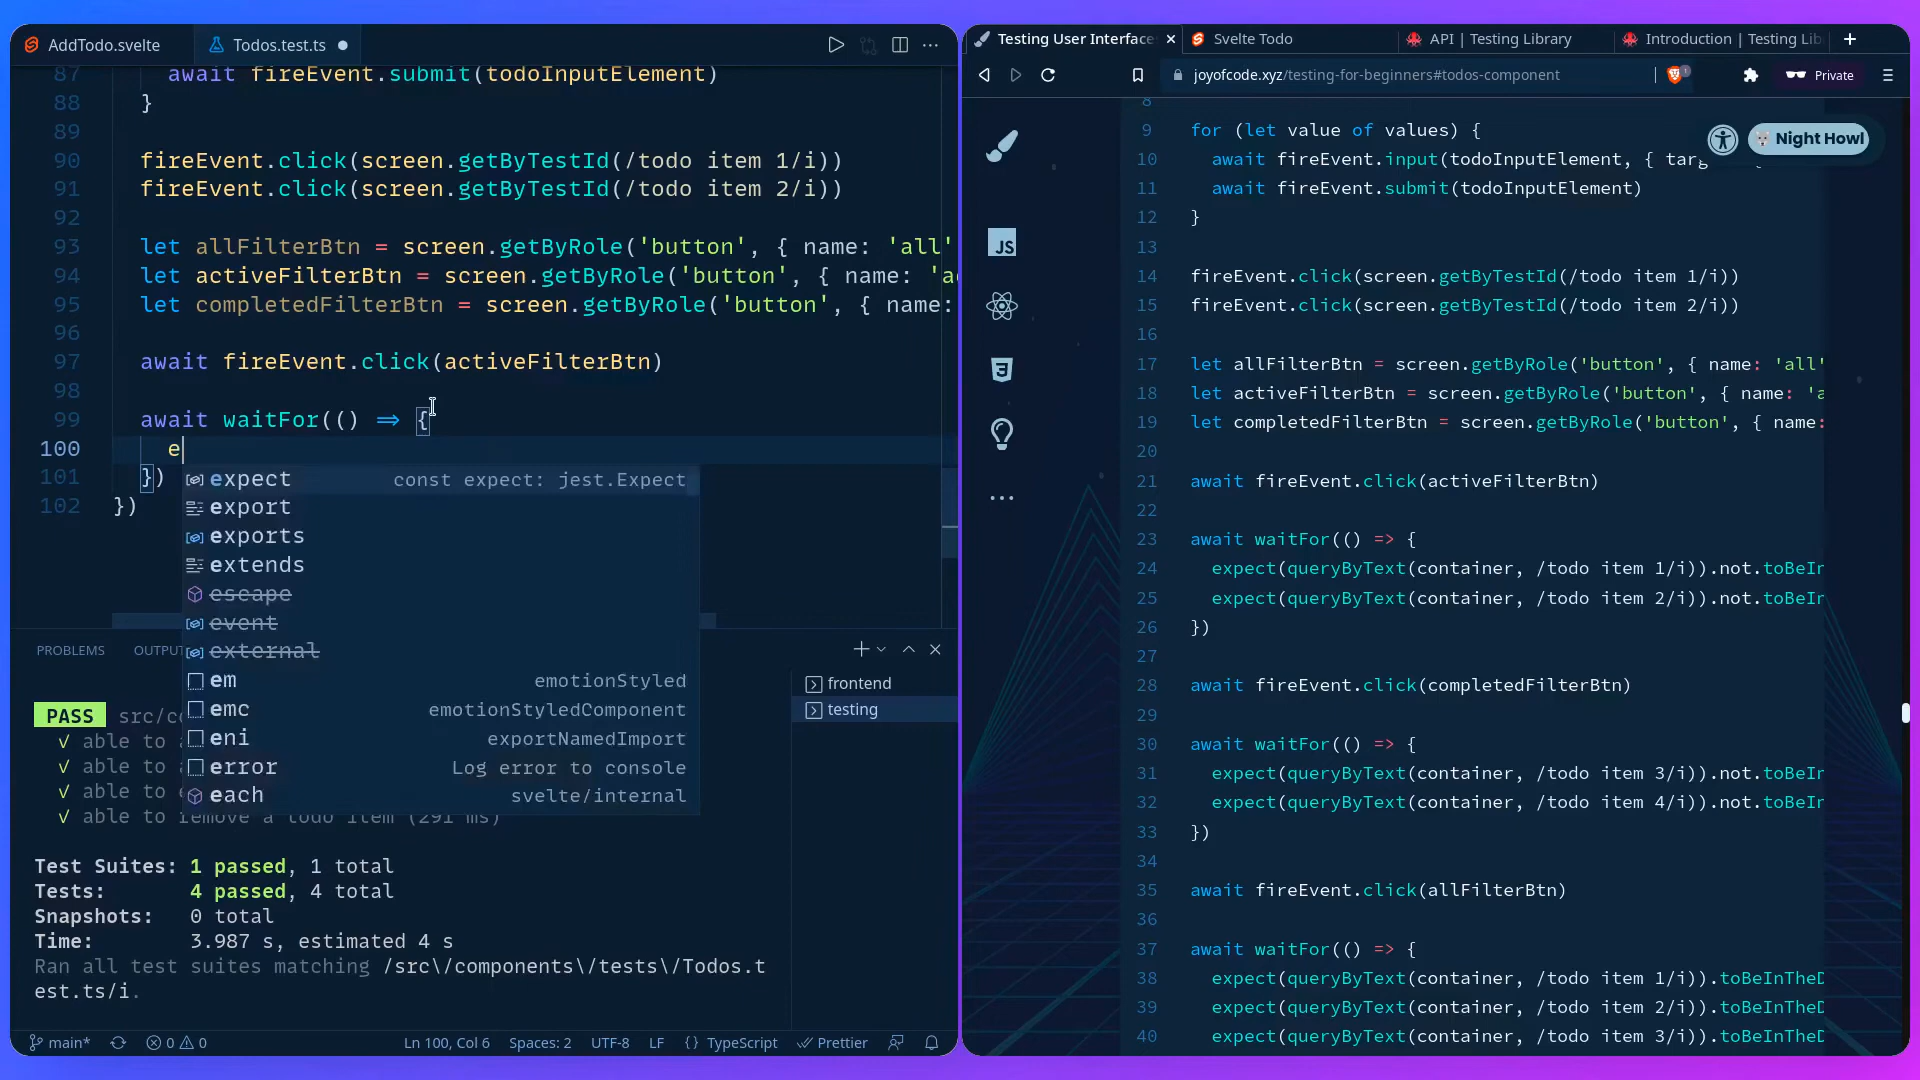 AddTodo.svelte
Todos.test.ts
87 await fireEvent.submit(todoInputElement)
88 }
89
90 fireEvent.click(screen.getByTestId(/todo item 1/i))
91 fireEvent.click(screen.getByTestId(/todo item 2/i))
92
93 let allFilterBtn = screen.getByRole('button', { name: 'all'
94 let activeFilterBtn = screen.getByRole('button', { name: 'a
95 let completedFilterBtn = screen.getByRole('button', { name:
96
97 await fireEvent.click(activeFilterBtn)
98
99 await waitFor(() => {
100 e
101 })
102 })
expect const expect: jest.Expect
export
exports
extends
escape
event
external
em emotionStyled
emc emotionStyledComponent
eni exportNamedImport
error Log error to console
each svelte/internal
PROBLEMS OUTPUT
frontend
testing
PASS src/co
√ able to
√ able to
√ able to
√ able to remove a todo item (291 ms)
Test Suites: 1 passed, 1 total
Tests: 4 passed, 4 total
Snapshots: 0 total
Time: 3.987 s, estimated 4 s
Ran all test suites matching /src\/components\/tests\/Todos.t
est.ts/i.
main* 0 0 Ln 100, Col 6 Spaces: 2 UTF-8 LF {} TypeScript Prettier
Testing User Interface
Svelte Todo
API | Testing Library
Introduction | Testing Lib
joyofcode.xyz/testing-for-beginners#todos-component
1
Private
JS
Night Howl
8
9 for (let value of values) {
10 await fireEvent.input(todoInputElement, { targ
11 await fireEvent.submit(todoInputElement)
12 }
13
14 fireEvent.click(screen.getByTestId(/todo item 1/i))
15 fireEvent.click(screen.getByTestId(/todo item 2/i))
16
17 let allFilterBtn = screen.getByRole('button', { name: 'all'
18 let activeFilterBtn = screen.getByRole('button', { name: 'a
19 let completedFilterBtn = screen.getByRole('button', { name:
20
21 await fireEvent.click(activeFilterBtn)
22
23 await waitFor(() => {
24 expect(queryByText(container, /todo item 1/i)).not.toBeIn
25 expect(queryByText(container, /todo item 2/i)).not.toBeIn
26 })
27
28 await fireEvent.click(completedFilterBtn)
29
30 await waitFor(() => {
31 expect(queryByText(container, /todo item 3/i)).not.toBeIn
32 expect(queryByText(container, /todo item 4/i)).not.toBeIn
33 })
34
35 await fireEvent.click(allFilterBtn)
36
37 await waitFor(() => {
38 expect(queryByText(container, /todo item 1/i)).toBeInTheD
39 expect(queryByText(container, /todo item 2/i)).toBeInTheD
40 expect(queryByText(container, /todo item 3/i)).toBeInTheD